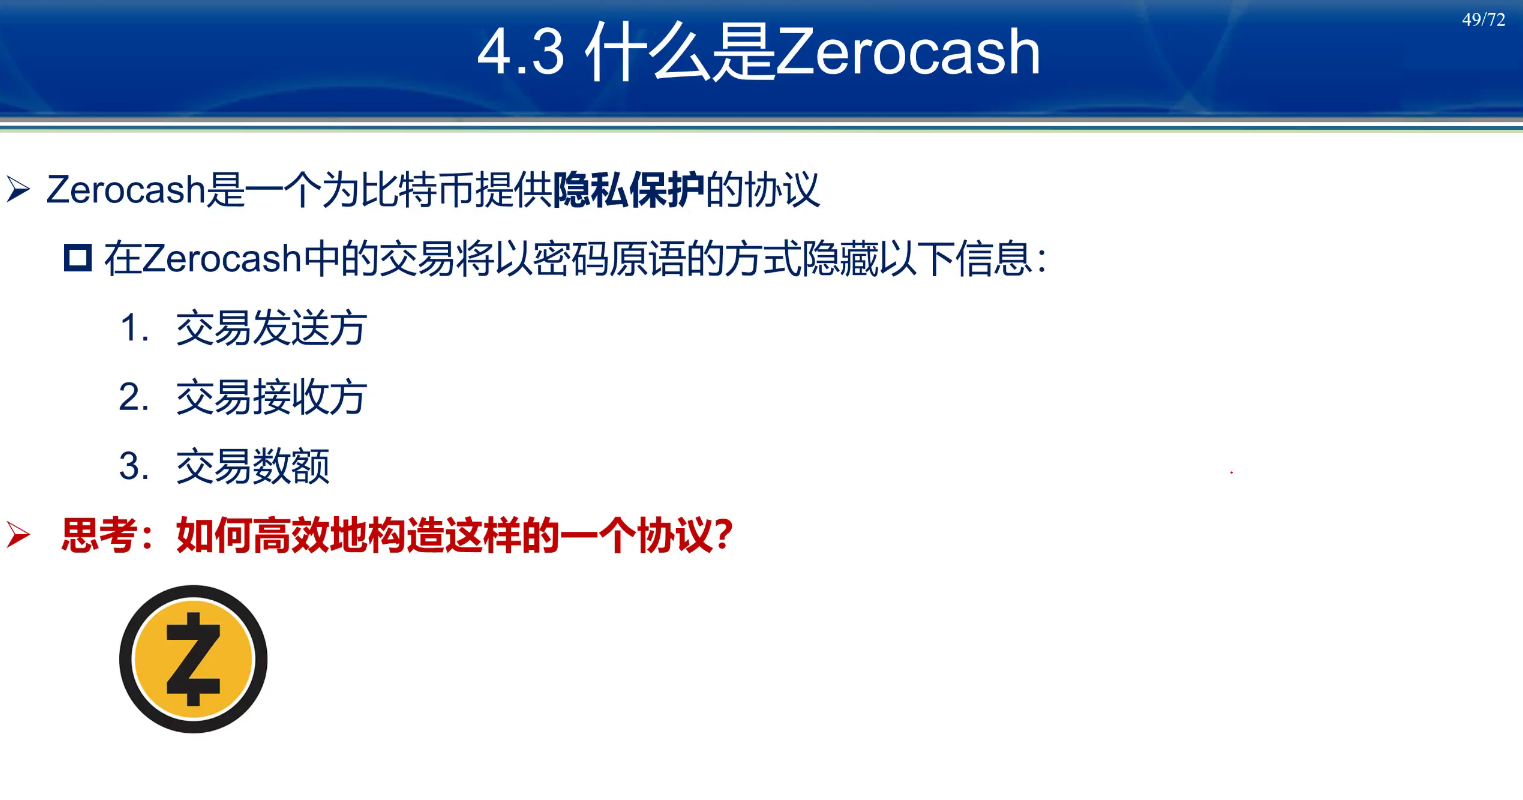 49/72
4.3 什么是Zerocash
Zerocash是一个为比特币提供隐私保护的协议
在Zerocash中的交易将以密码原语的方式隐藏以下信息：
1. 交易发送方
2. 交易接收方
3. 交易数额
思考：如何高效地构造这样的一个协议？